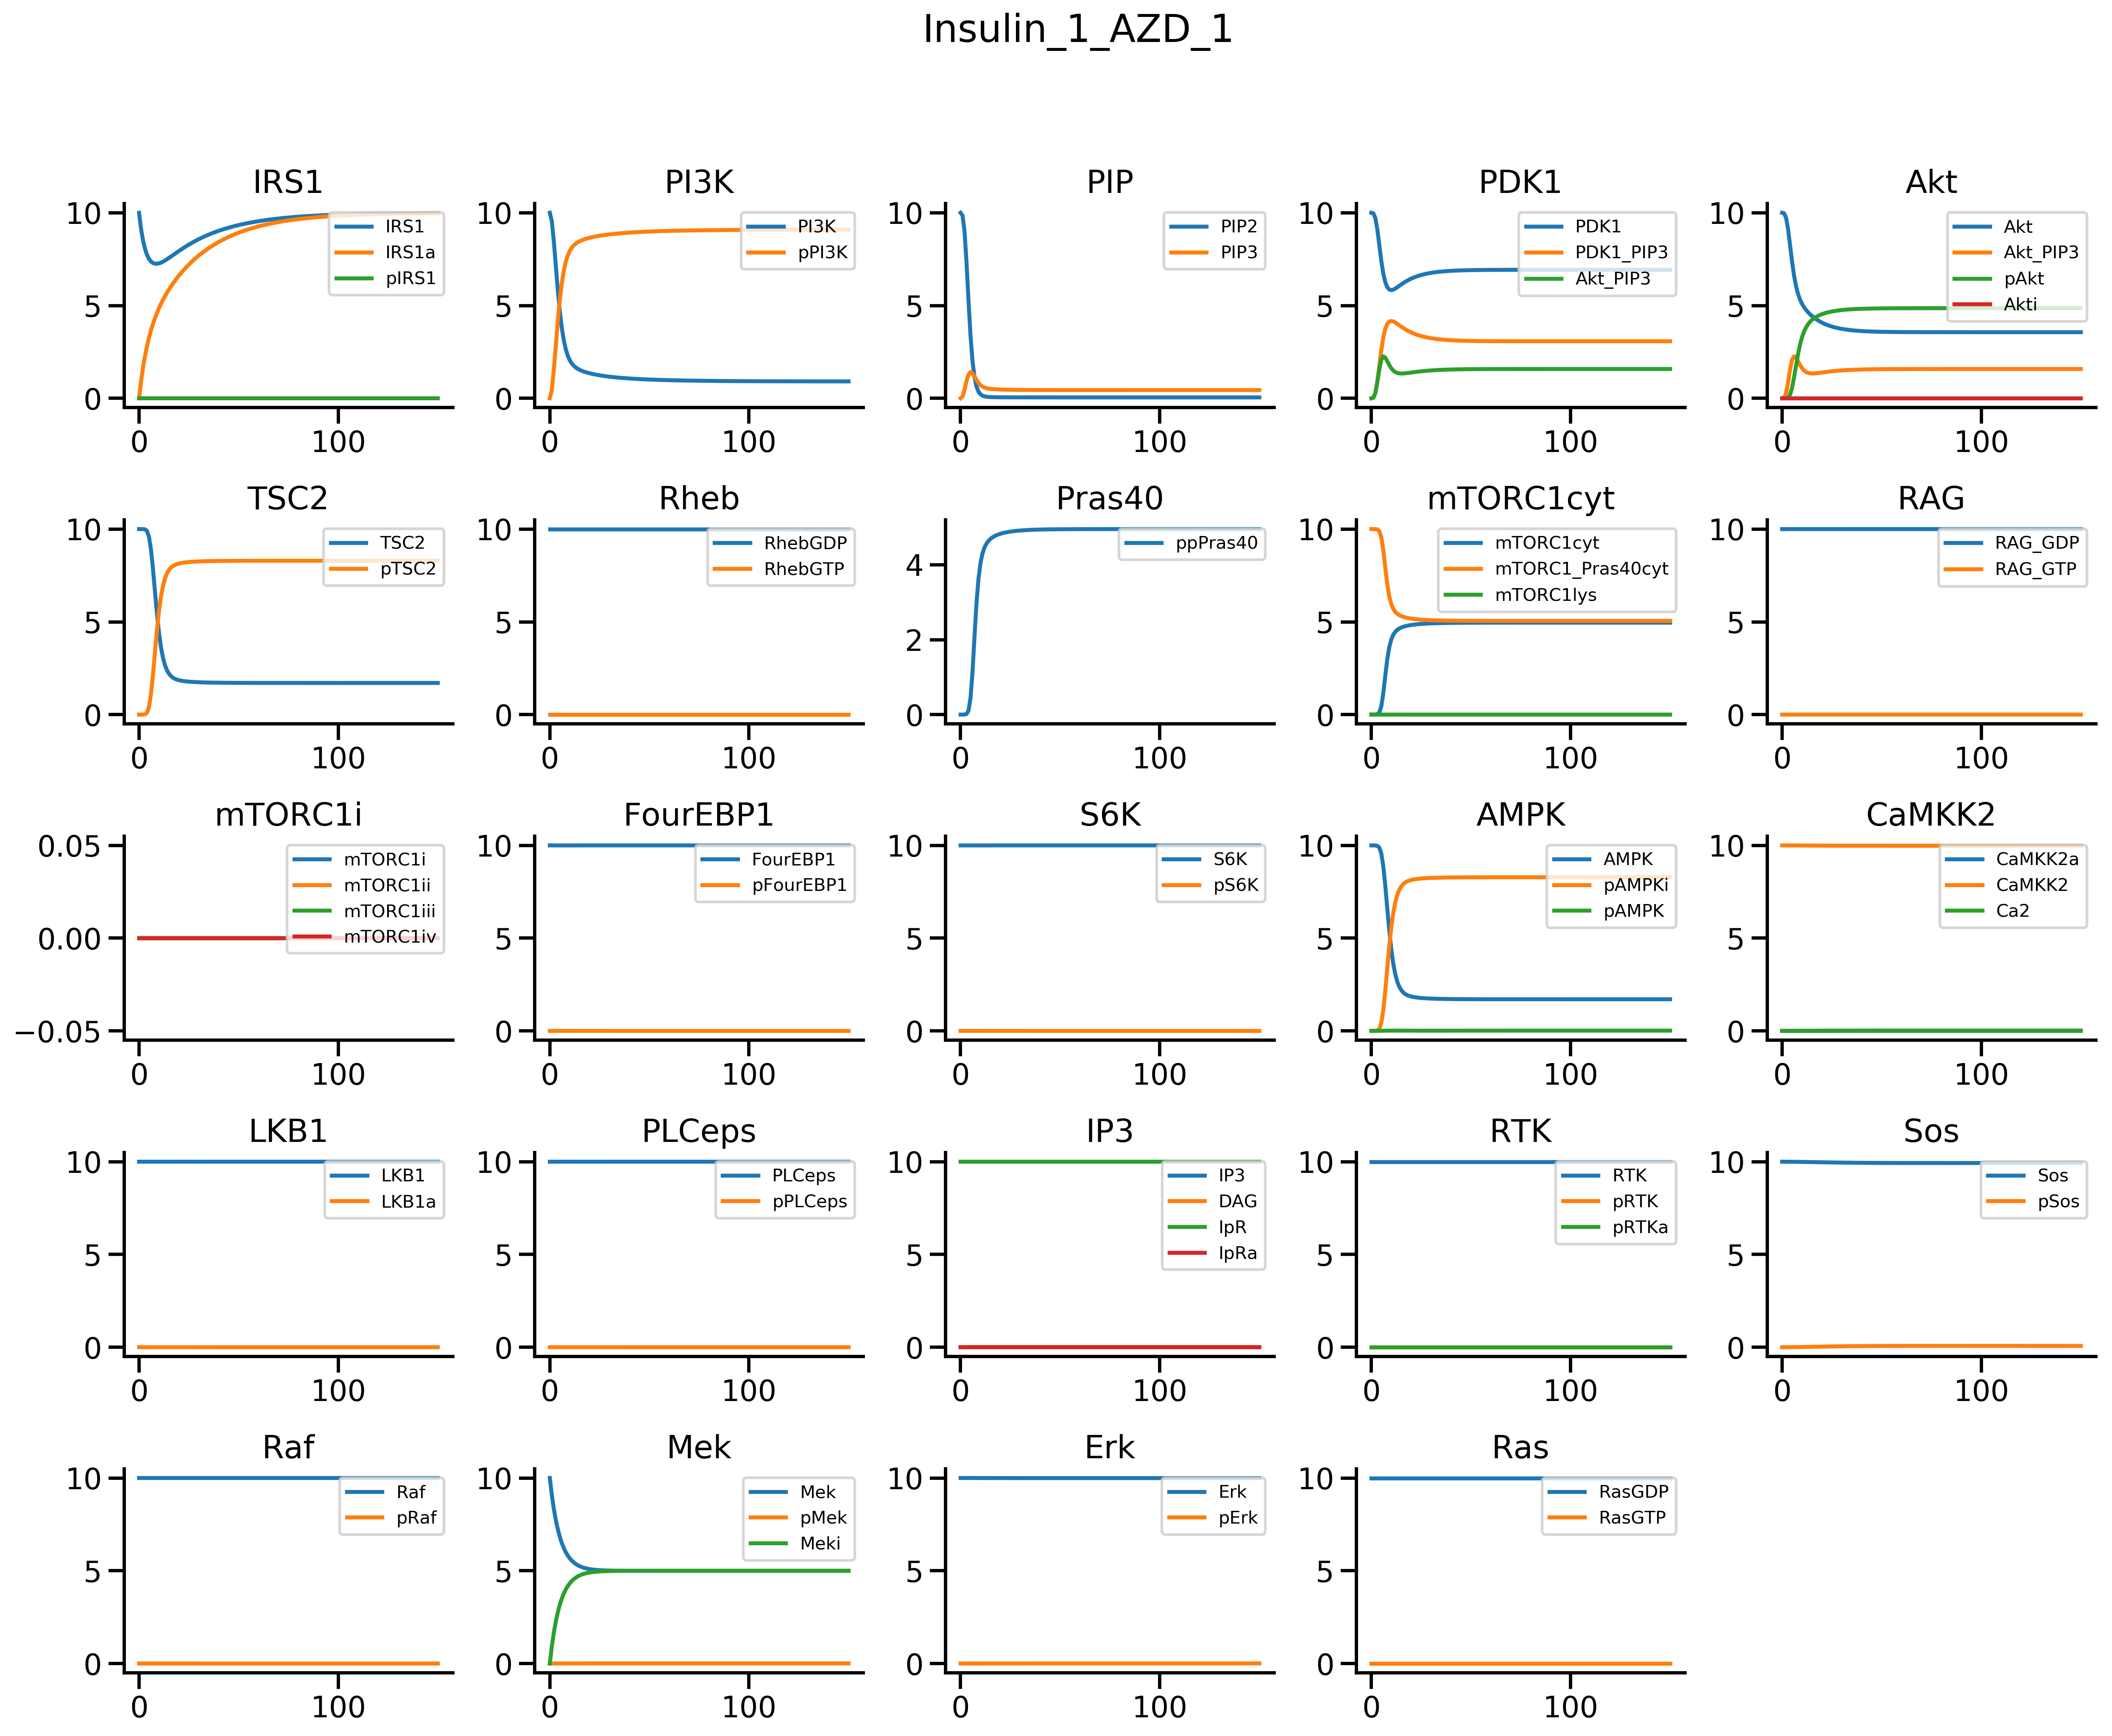 Insulin_1_AZD_1
IRS1
10
5
0
0
100
IRS1
IRS1a
pIRS1
PI3K
10
5
0
0
100
PI3K
pPI3K
PIP
10
5
0
0
100
PIP2
PIP3
PDK1
10
5
0
0
100
PDK1
PDK1_PIP3
Akt_PIP3
Akt
10
5
0
0
100
Akt
Akt_PIP3
pAkt
Akti
TSC2
10
5
0
0
100
TSC2
pTSC2
Rheb
10
5
0
0
100
RhebGDP
RhebGTP
Pras40
4
2
0
0
100
ppPras40
mTORC1cyt
10
5
0
0
100
mTORC1cyt
mTORC1_Pras40cyt
mTORC1lys
RAG
10
5
0
0
100
RAG_GDP
RAG_GTP
mTORC1i
0.05
0.00
−0.05
0
100
mTORC1i
mTORC1ii
mTORC1iii
mTORC1iv
FourEBP1
10
5
0
0
100
FourEBP1
pFourEBP1
S6K
10
5
0
0
100
S6K
pS6K
AMPK
10
5
0
0
100
AMPK
pAMPKi
pAMPK
CaMKK2
10
5
0
0
100
CaMKK2a
CaMKK2
Ca2
LKB1
10
5
0
0
100
LKB1
LKB1a
PLCeps
10
5
0
0
100
PLCeps
pPLCeps
IP3
10
5
0
0
100
IP3
DAG
IpR
IpRa
RTK
10
5
0
0
100
RTK
pRTK
pRTKa
Sos
10
5
0
0
100
Sos
pSos
Raf
10
5
0
0
100
Raf
pRaf
Mek
10
5
0
0
100
Mek
pMek
Meki
Erk
10
5
0
0
100
Erk
pErk
Ras
10
5
0
0
100
RasGDP
RasGTP